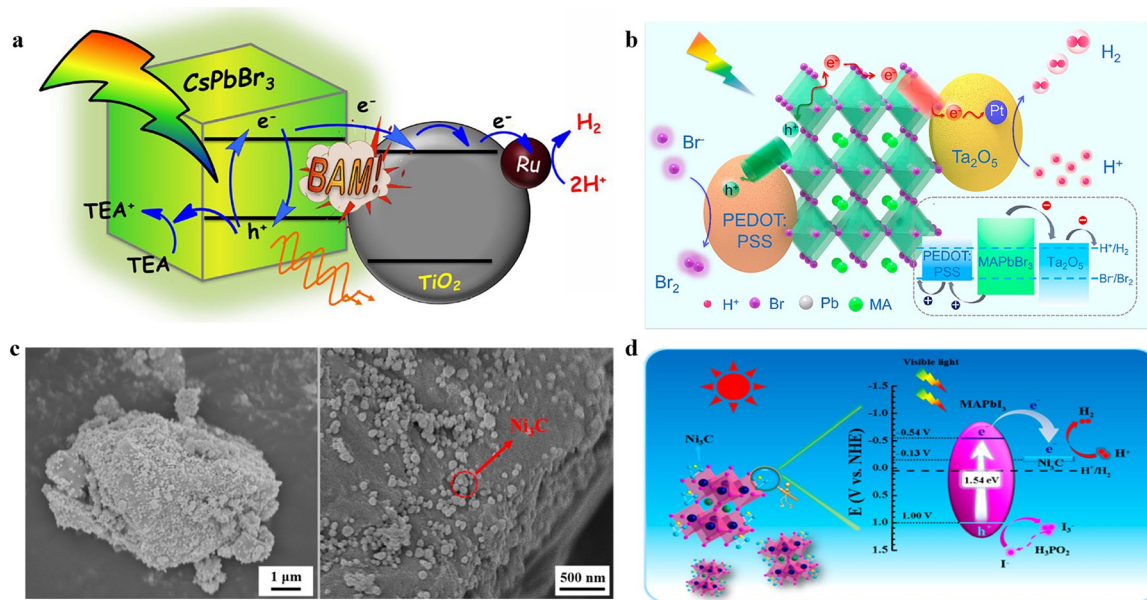 a
CsPbBr₃
e⁻
e⁻
e⁻
H₂
BAM!
Ru
2H⁺
TEA⁺
h⁺
TEA
TiO₂
b
e⁻
e⁻
H₂
h⁺
e⁻
Pt
Br⁻
Ta₂O₅
H⁺
h⁺
PEDOT:
PSS
Br₂
H⁺/H₂
PEDOT:
PSS
MAPbBr₃
Ta₂O₅
Br⁻/Br₂
H⁺
Br
Pb
MA
c
Ni₃C
1 μm
500 nm
d
Visible light
-1.5
MAPbI₃
-1.0
e⁻
H₂
Ni₃C
-0.54 V
-0.5
e
e⁻
H⁺
-0.13 V
Ni₃C
0.0
H⁺/H₂
E (V vs. NHE)
1.54 eV
0.5
1.00 V
1.0
h⁺
I₃⁻
H₃PO₂
1.5
I⁻